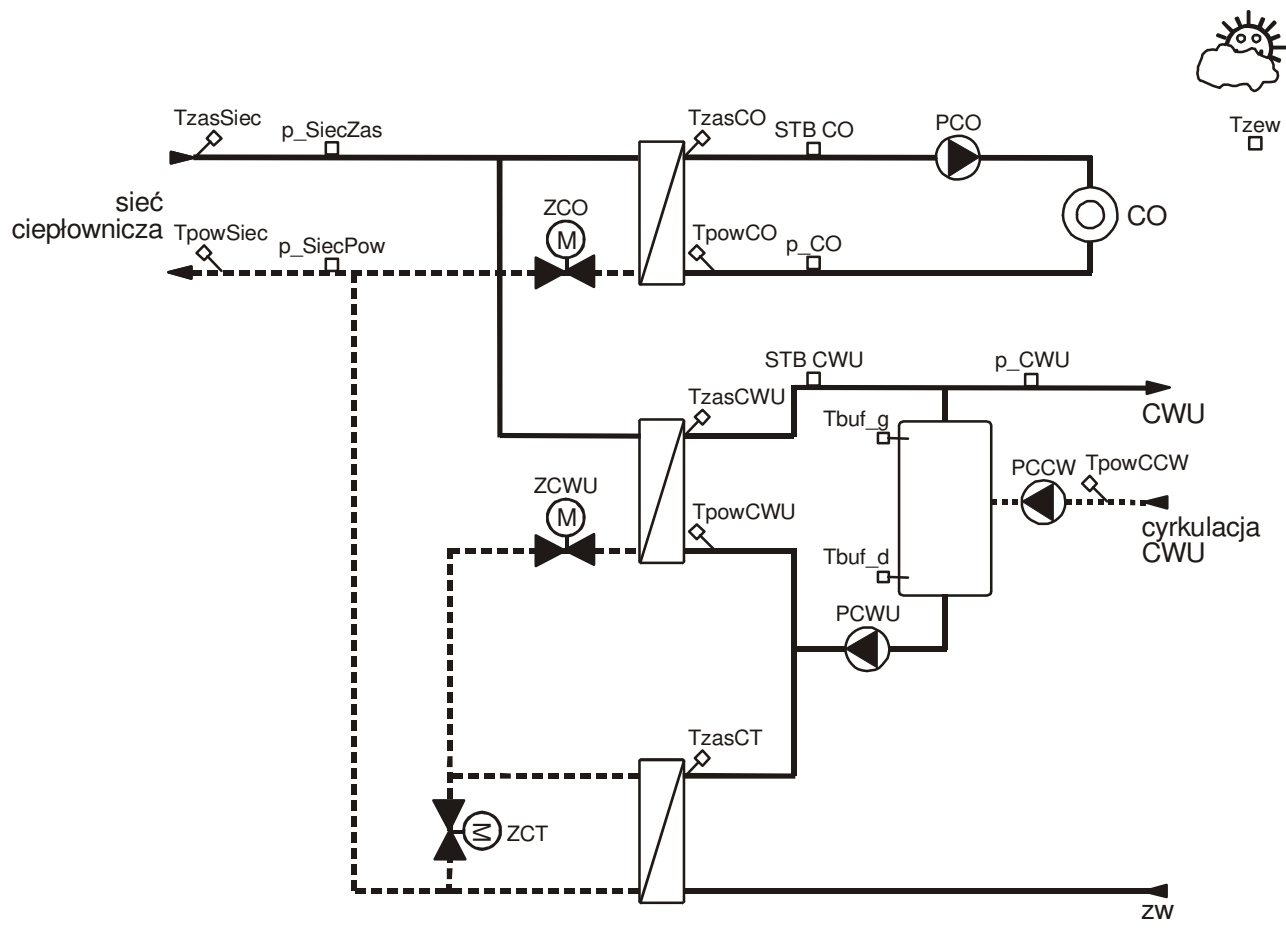 TzasSiec
p_SiecZas
TzasCO
STB CO
PCO
Tzew
sieć
ciepłownicza
TpowSiec
p_SiecPow
ZCO
M
TpowCO
p_CO
CO
STB CWU
p_CWU
TzasCWU
CWU
Tbuf_g
ZCWU
M
TpowCWU
PCCW
TpowCCW
cyrkulacja
CWU
Tbuf_d
PCWU
TzasCT
M
ZCT
zw